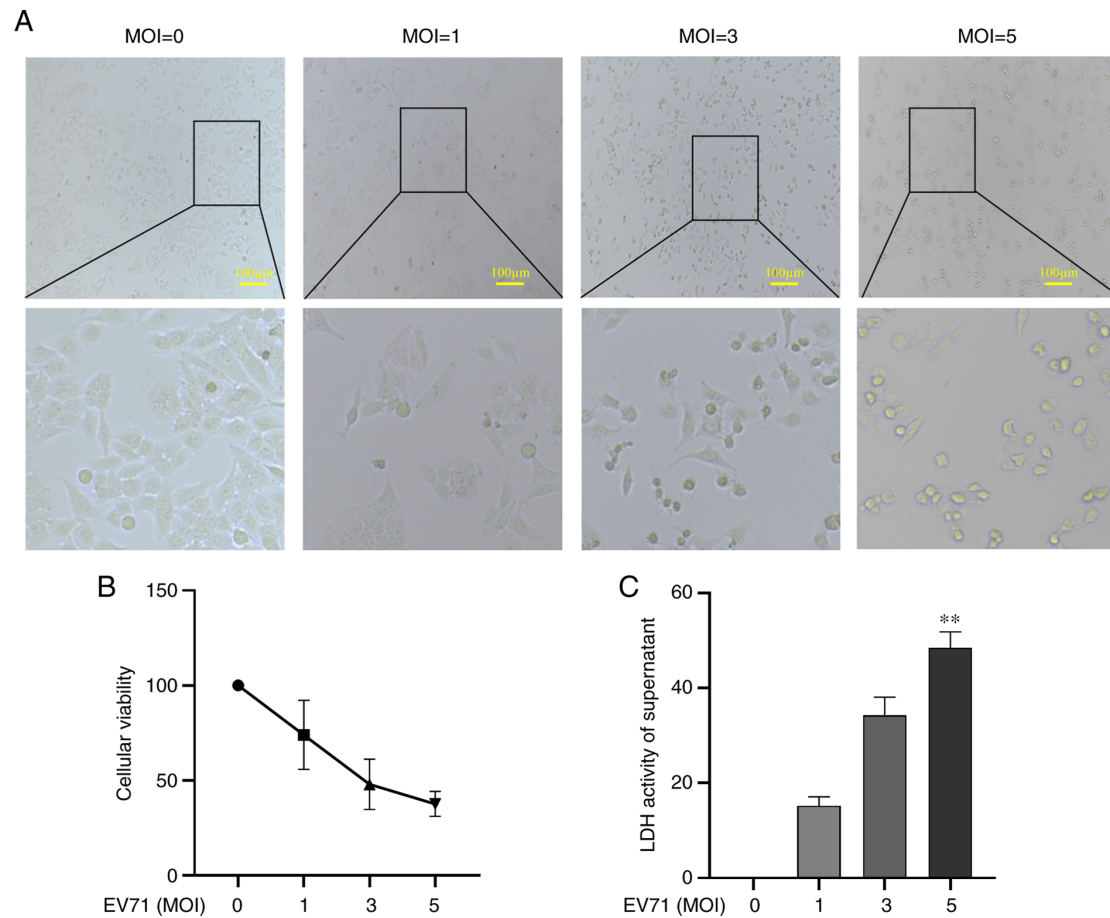 A
MOI=0 MOI=1 MOI=3 MOI=5
100μm 100μm 100μm 100μm
B
150
100
50
0
Cellular viability
EV71 (MOI) 0 1 3 5
C
60
40
20
0
LDH activity of supernatant
**
EV71 (MOI) 0 1 3 5